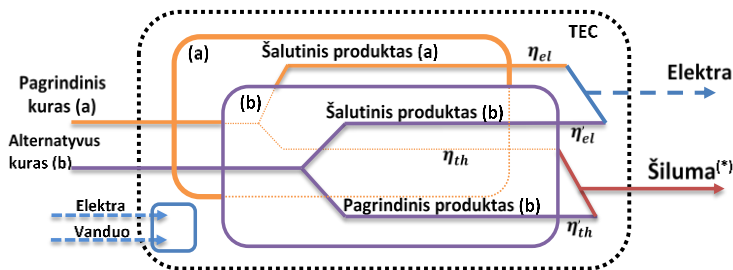 TEC
(a)
Šalutinis produktas (a)
η_el
Pagrindinis
kuras (a)
Elektra
(b)
Šalutinis produktas (b)
η'_el
Alternatyvus
kuras (b)
η_th
Šiluma(*)
Elektra
Pagrindinis produktas (b)
Vanduo
η'_th